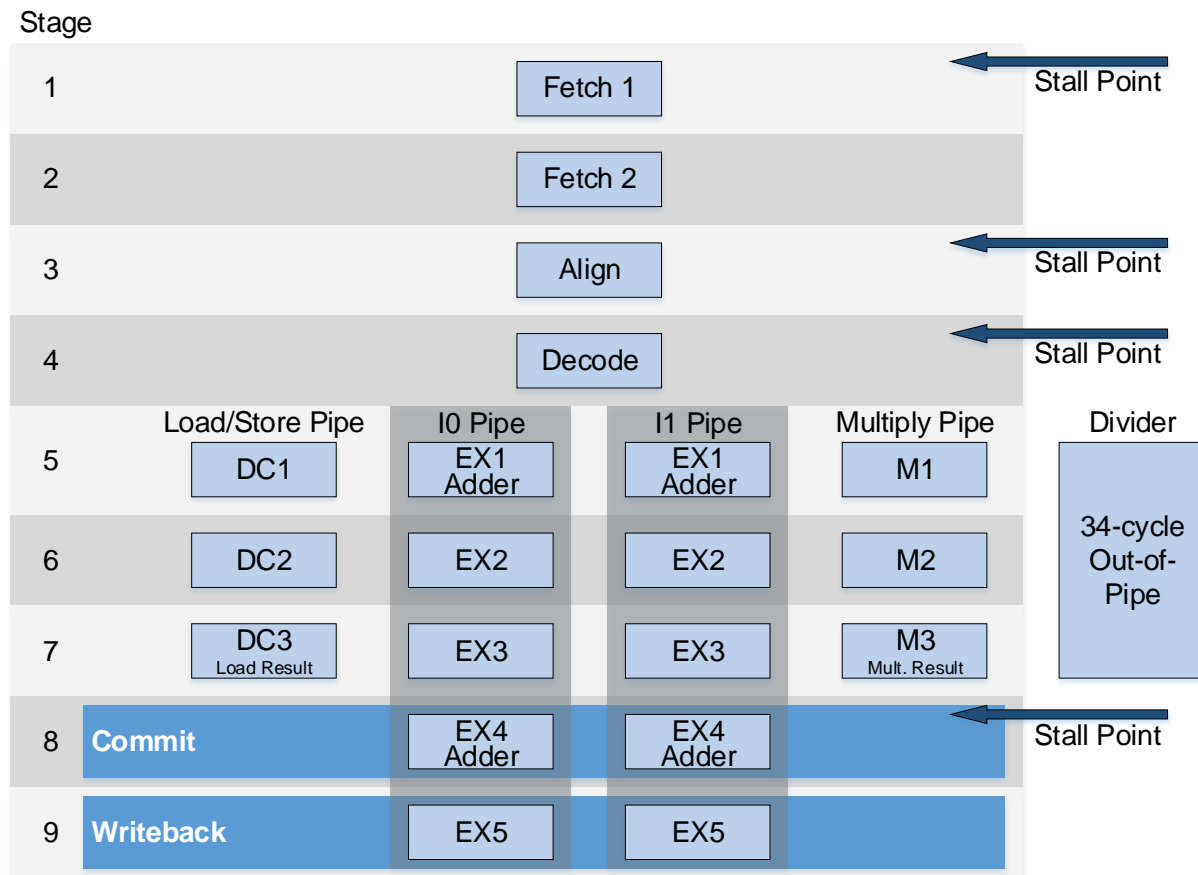 Stage
1
Fetch 1
Stall Point
2
Fetch 2
3
Align
Stall Point
4
Decode
Stall Point
Load/Store Pipe
I0 Pipe
I1 Pipe
Multiply Pipe
Divider
5
DC1
EX1
Adder
EX1
Adder
M1
34-cycle
Out-of-
Pipe
6
DC2
EX2
EX2
M2
7
DC3
Load Result
EX3
EX3
M3
Mult. Result
8
Commit
EX4
Adder
EX4
Adder
Stall Point
9
Writeback
EX5
EX5